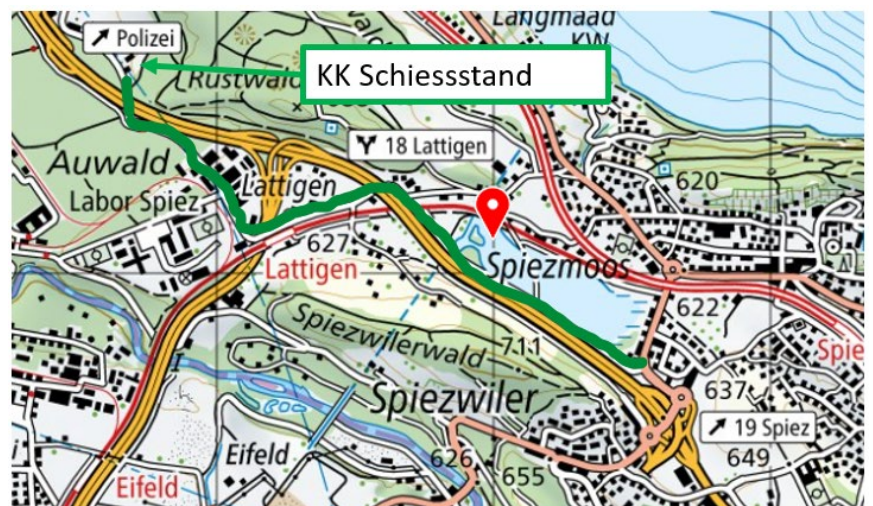 Langmaad
KW
Polizei
Rustwald
KK Schiessstand
18 Lattigen
Auwald
Labor Spiez
Lattigen
620
627
Lattigen
Spiezmoos
622
Spiezwilerwald
711
Spie
Spiezwiler
637
19 Spiez
Eifeld
626
649
655
Eifeld